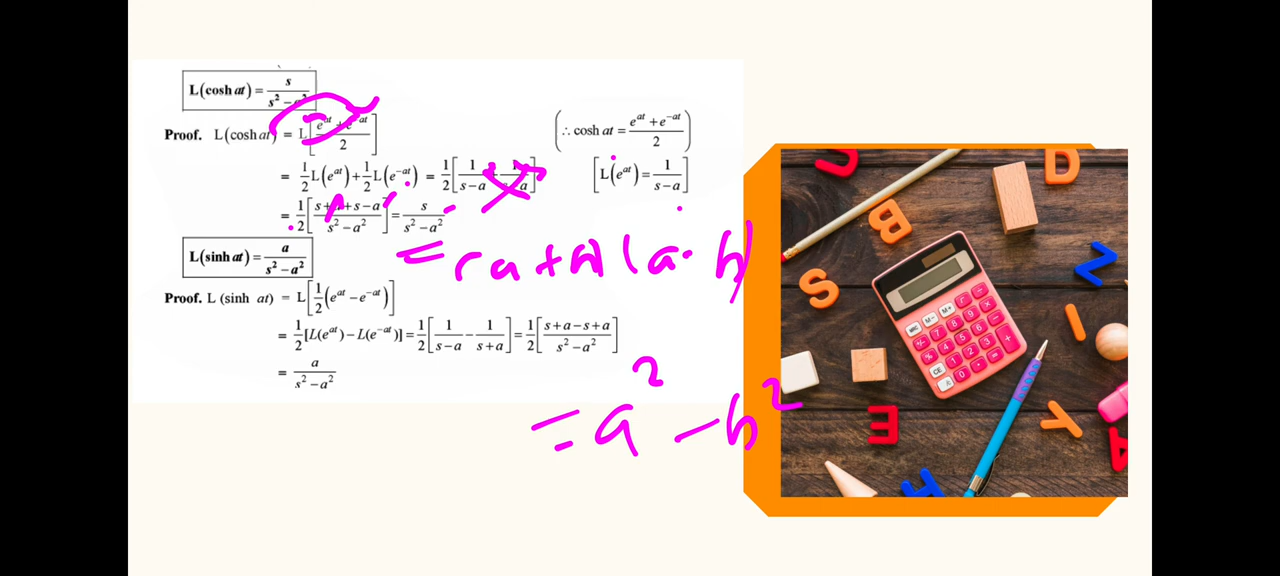 L(cosh at) = s / (s² − a²)
Proof. L(cosh at) = L[(e^{at} + e^{−at}) / 2] (∴ cosh at = (e^{at} + e^{−at}) / 2)
= 1/2 L(e^{at}) + 1/2 L(e^{−at}) = 1/2 [1/(s−a) + 1/(s+a)] [L(e^{at}) = 1/(s−a)]
= 1/2 [(s+a+s−a) / (s² − a²)] = s / (s² − a²)
L(sinh at) = a / (s² − a²)
= (a+b)(a-b)
Proof. L (sinh at) = L[1/2 (e^{at} − e^{−at})]
= 1/2 [L(e^{at}) − L(e^{−at})] = 1/2 [1/(s−a) − 1/(s+a)] = 1/2 [(s+a−s+a) / (s² − a²)]
= a / (s² − a²)
= a² − b²